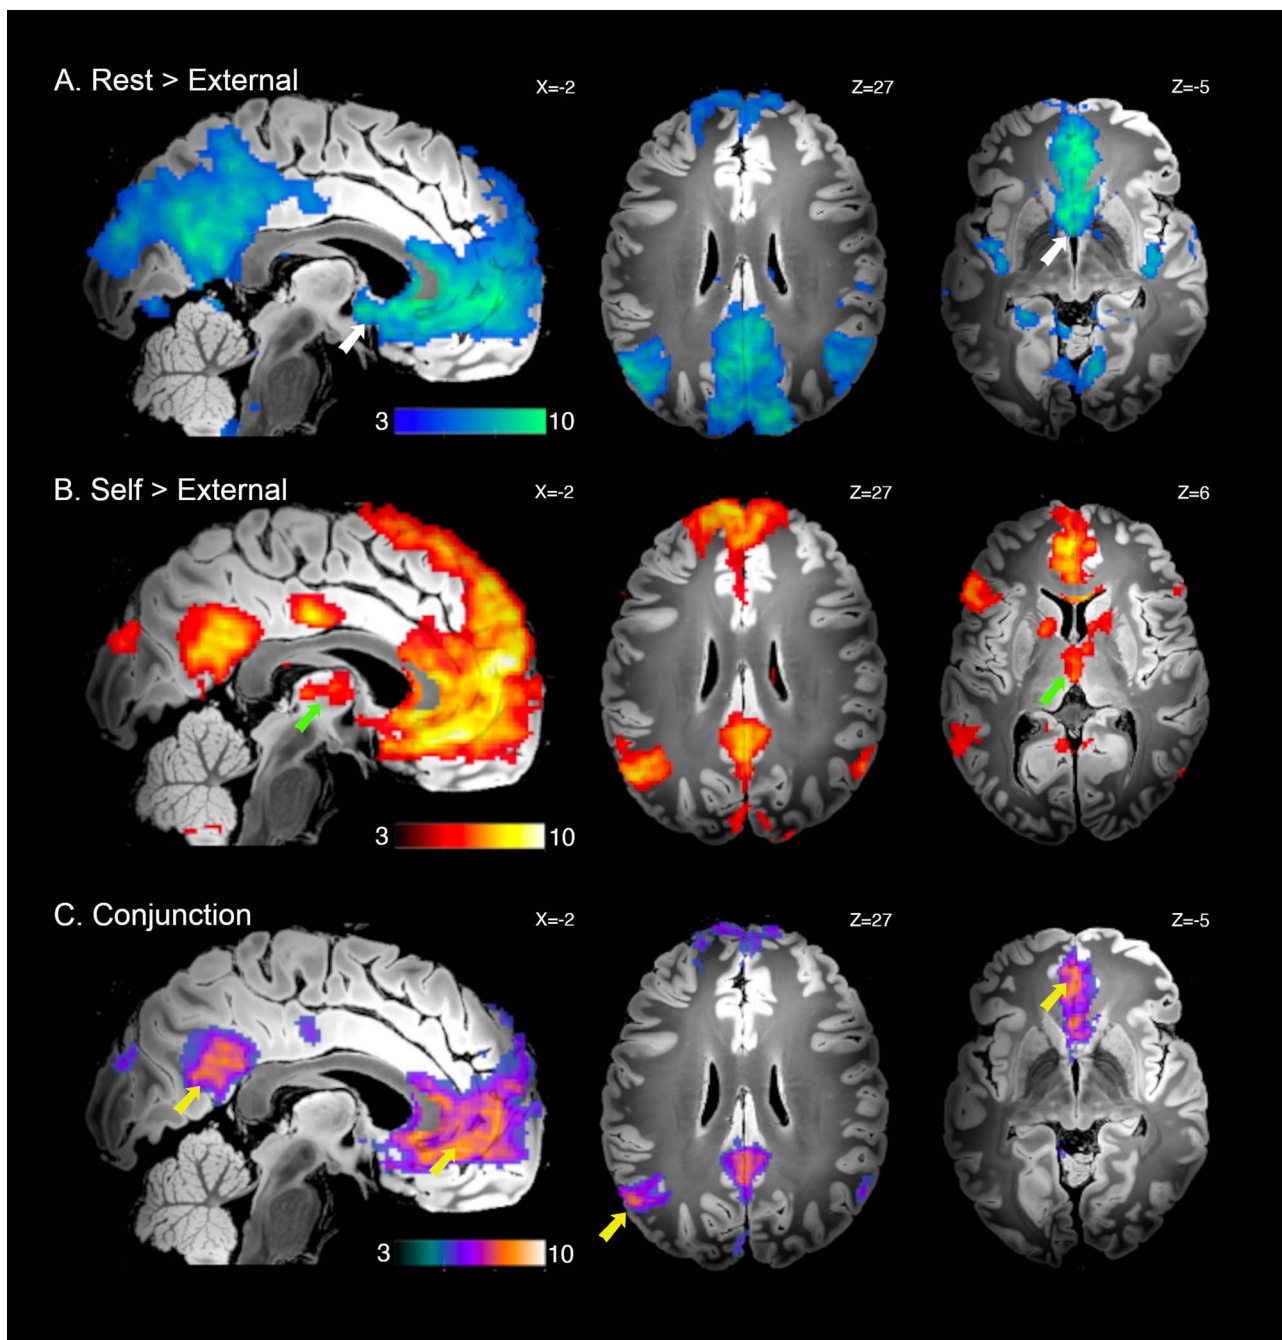 A. Rest > External
X=-2
Z=27
Z=-5
3
10
B. Self > External
X=-2
Z=27
Z=6
3
10
C. Conjunction
X=-2
Z=27
Z=-5
3
10